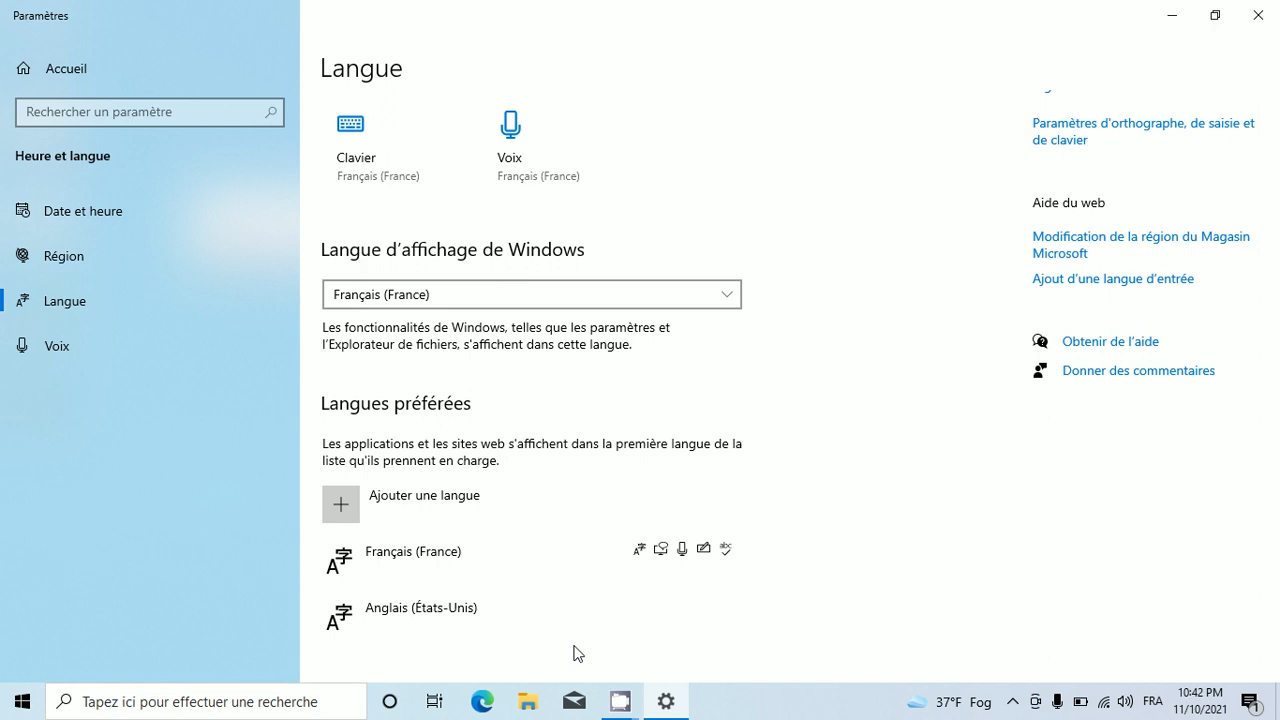 Paramètres
Accueil
Rechercher un paramètre
Heure et langue
Date et heure
Région
Langue
Voix
Langue
Clavier
Français (France)
Voix
Français (France)
Langue d’affichage de Windows
Français (France)
Les fonctionnalités de Windows, telles que les paramètres et
l’Explorateur de fichiers, s'affichent dans cette langue.
Langues préférées
Les applications et les sites web s'affichent dans la première langue de la
liste qu'ils prennent en charge.
Ajouter une langue
Français (France)
abc
Anglais (États-Unis)
Paramètres d'orthographe, de saisie et
de clavier
Aide du web
Modification de la région du Magasin
Microsoft
Ajout d’une langue d’entrée
Obtenir de l’aide
Donner des commentaires
Tapez ici pour effectuer une recherche
37°F Fog
FRA
10:42 PM
11/10/2021
1